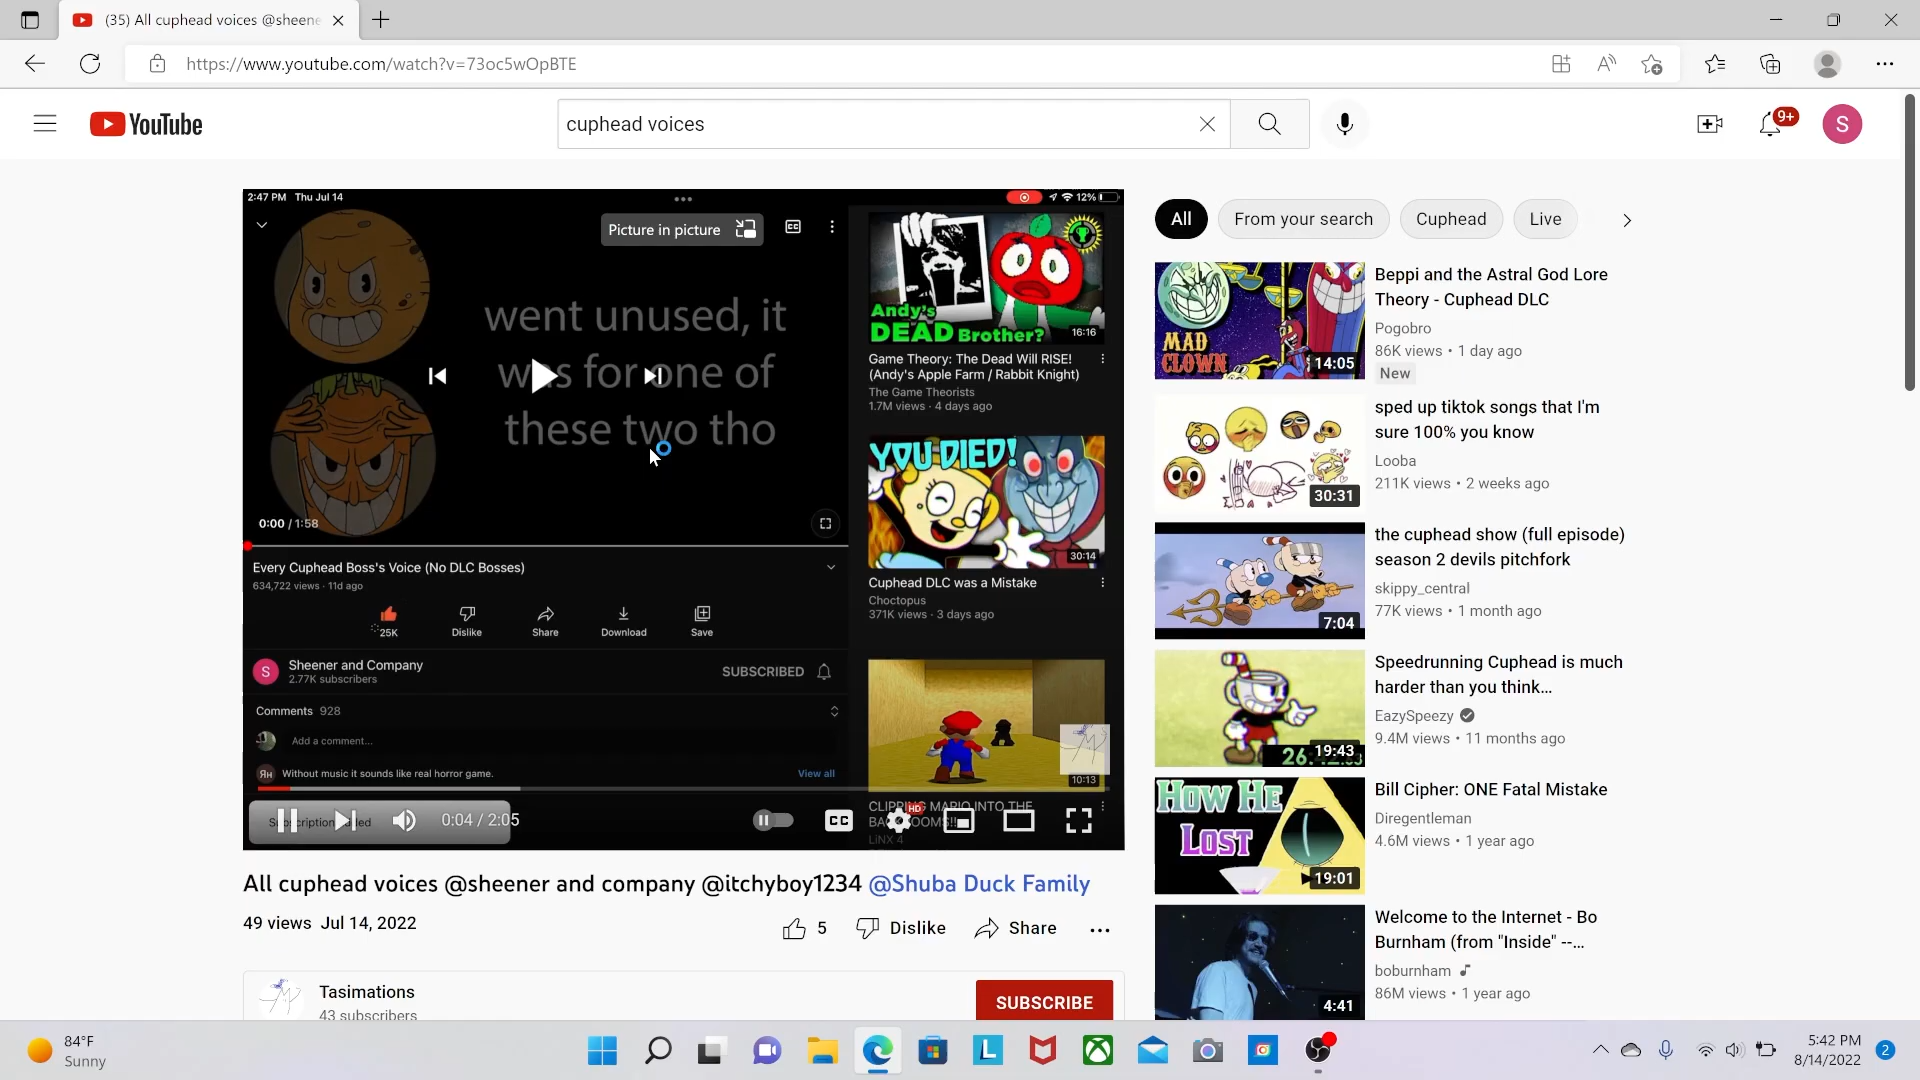 (35) All cuphead voices @sheene
https://www.youtube.com/watch?v=73oc5wOpBTE
YouTube
cuphead voices
9+
S
2:47 PM Thu Jul 14
12%
Picture in picture
CC
went unused, it
was for one of
these two tho
0:00 / 1:58
Every Cuphead Boss's Voice (No DLC Bosses)
634,722 views · 11d ago
25K
Dislike
Share
Download
Save
S
Sheener and Company
2.77K subscribers
SUBSCRIBED
Comments 928
Add a comment...
Ян
Without music it sounds like real horror game.
View all
0:04 / 2:05
CC
HD
Andy's
DEAD Brother?
16:16
Game Theory: The Dead Will RISE!
(Andy's Apple Farm / Rabbit Knight)
The Game Theorists
1.7M views · 4 days ago
YOU DIED!
30:14
Cuphead DLC was a Mistake
Choctopus
371K views · 3 days ago
10:13
CLIPPING MARIO INTO THE
BACKROOMS!!
LiNX 4
All cuphead voices @sheener and company @itchyboy1234 @Shuba Duck Family
49 views Jul 14, 2022
5
Dislike
Share
Tasimations
43 subscribers
SUBSCRIBE
All
From your search
Cuphead
Live
MAD
CLOWN
14:05
Beppi and the Astral God Lore
Theory - Cuphead DLC
Pogobro
86K views • 1 day ago
New
30:31
sped up tiktok songs that I'm
sure 100% you know
Looba
211K views • 2 weeks ago
7:04
the cuphead show (full episode)
season 2 devils pitchfork
skippy_central
77K views • 1 month ago
19:43
Speedrunning Cuphead is much
harder than you think...
EazySpeezy
9.4M views • 11 months ago
HOW HE
LOST
19:01
Bill Cipher: ONE Fatal Mistake
Diregentleman
4.6M views • 1 year ago
4:41
Welcome to the Internet - Bo
Burnham (from "Inside" --...
boburnham
86M views • 1 year ago
84°F
Sunny
L
5:42 PM
8/14/2022
2